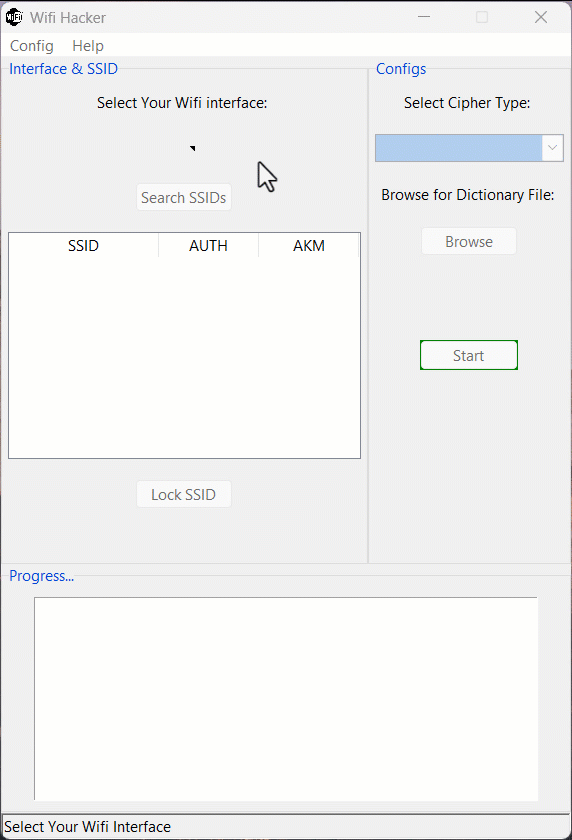 WiFi Wifi Hacker
Config Help
Interface & SSID
Select Your Wifi interface:
Search SSIDs
SSID AUTH AKM
Lock SSID
Configs
Select Cipher Type:
Browse for Dictionary File:
Browse
Start
Progress...
Select Your Wifi Interface